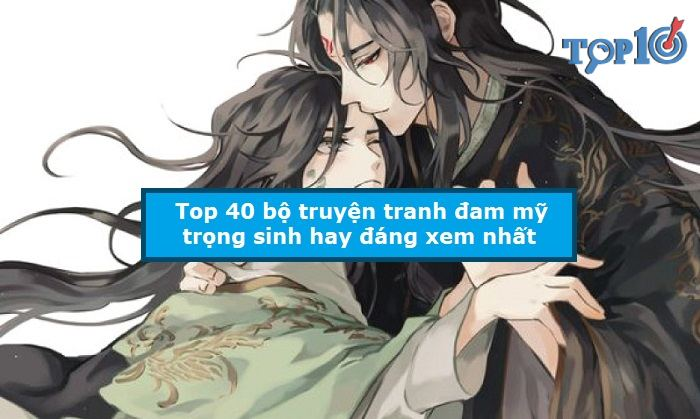 TOP10
Top 40 bộ truyện tranh đam mỹ
trọng sinh hay đáng xem nhất